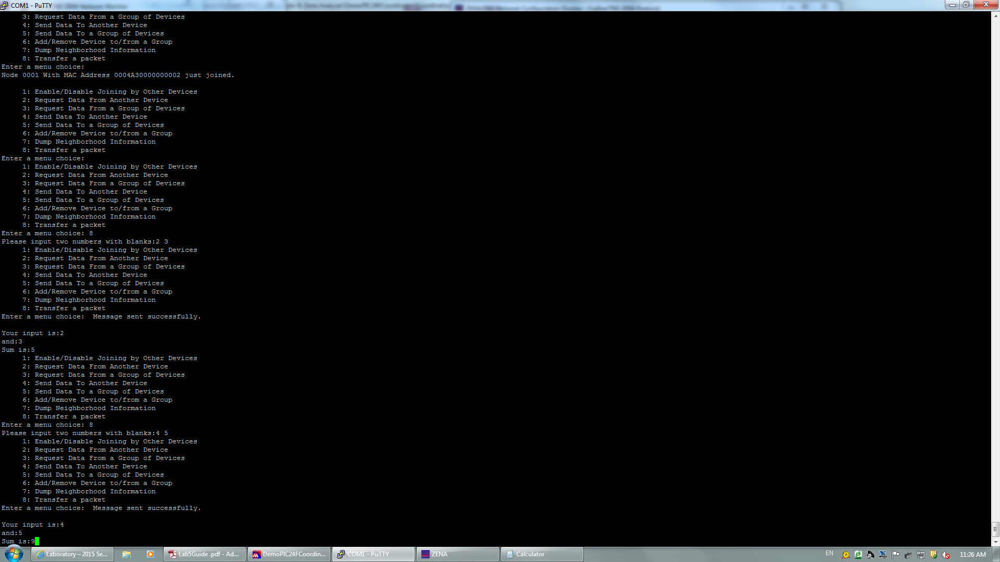 COM1 - PuTTY
     3: Request Data From a Group of Devices
     4: Send Data To Another Device
     5: Send Data To a Group of Devices
     6: Add/Remove Device to/from a Group
     7: Dump Neighborhood Information
     8: Transfer a packet
Enter a menu choice:
Node 0001 With MAC Address 0004A30000000002 just joined.
     1: Enable/Disable Joining by Other Devices
     2: Request Data From Another Device
     3: Request Data From a Group of Devices
     4: Send Data To Another Device
     5: Send Data To a Group of Devices
     6: Add/Remove Device to/from a Group
     7: Dump Neighborhood Information
     8: Transfer a packet
Enter a menu choice:
     1: Enable/Disable Joining by Other Devices
     2: Request Data From Another Device
     3: Request Data From a Group of Devices
     4: Send Data To Another Device
     5: Send Data To a Group of Devices
     6: Add/Remove Device to/from a Group
     7: Dump Neighborhood Information
     8: Transfer a packet
Enter a menu choice: 8
Please input two numbers with blanks:2 3
     1: Enable/Disable Joining by Other Devices
     2: Request Data From Another Device
     3: Request Data From a Group of Devices
     4: Send Data To Another Device
     5: Send Data To a Group of Devices
     6: Add/Remove Device to/from a Group
     7: Dump Neighborhood Information
     8: Transfer a packet
Enter a menu choice:  Message sent successfully.
Your input is:2
and:3
Sum is:5
     1: Enable/Disable Joining by Other Devices
     2: Request Data From Another Device
     3: Request Data From a Group of Devices
     4: Send Data To Another Device
     5: Send Data To a Group of Devices
     6: Add/Remove Device to/from a Group
     7: Dump Neighborhood Information
     8: Transfer a packet
Enter a menu choice: 8
Please input two numbers with blanks:4 5
     1: Enable/Disable Joining by Other Devices
     2: Request Data From Another Device
     3: Request Data From a Group of Devices
     4: Send Data To Another Device
     5: Send Data To a Group of Devices
     6: Add/Remove Device to/from a Group
     7: Dump Neighborhood Information
     8: Transfer a packet
Enter a menu choice:  Message sent successfully.
Your input is:4
and:5
Sum is:9
Laboratory – 2015 Se... Lab5Guide .pdf - Ad... DemoPIC24FCoordin... COM1 - PuTTY ZENA Calculator EN 11:26 AM